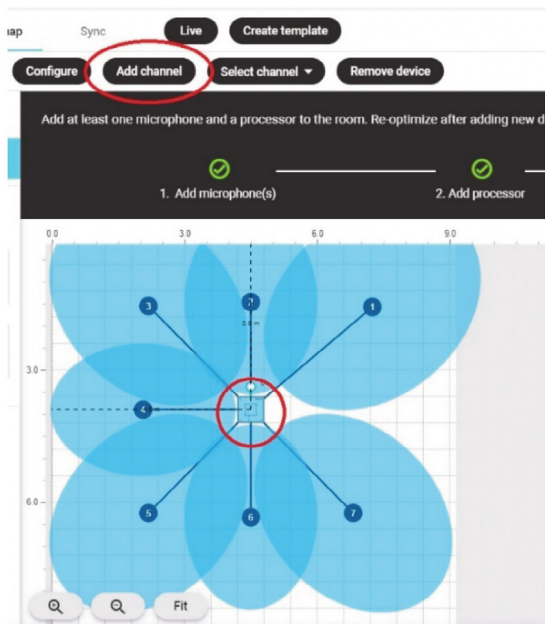 Sync
Live
Create template
Configure
Add channel
Select channel
Remove device
Add at least one microphone and a processor to the room. Re-optimize after adding new d
1. Add microphone(s)
2. Add processor
0.0
3.0
6.0
9.0
3
2
1
3.0
4
6.0
5
6
7
Fit